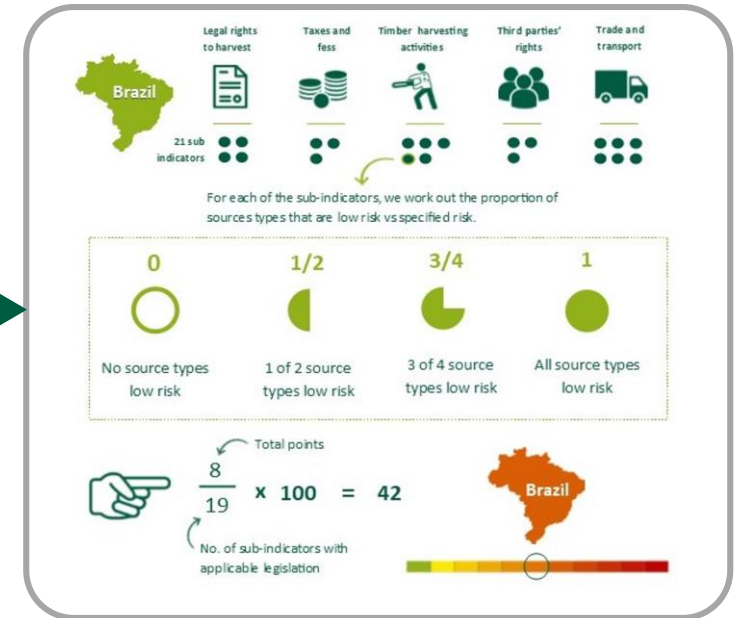 Legal rights
to harvest
Taxes and
fess
Timber harvesting
activities
Third parties’
rights
Trade and
transport
Brazil
21 sub
indicators
For each of the sub-indicators, we work out the proportion of
sources types that are low risk vs specified risk.
0
1/2
3/4
1
No source types
low risk
1 of 2 source
types low risk
3 of 4 source
types low risk
All source types
low risk
Total points
8
19
x 100 = 42
No. of sub-indicators with
applicable legislation
Brazil